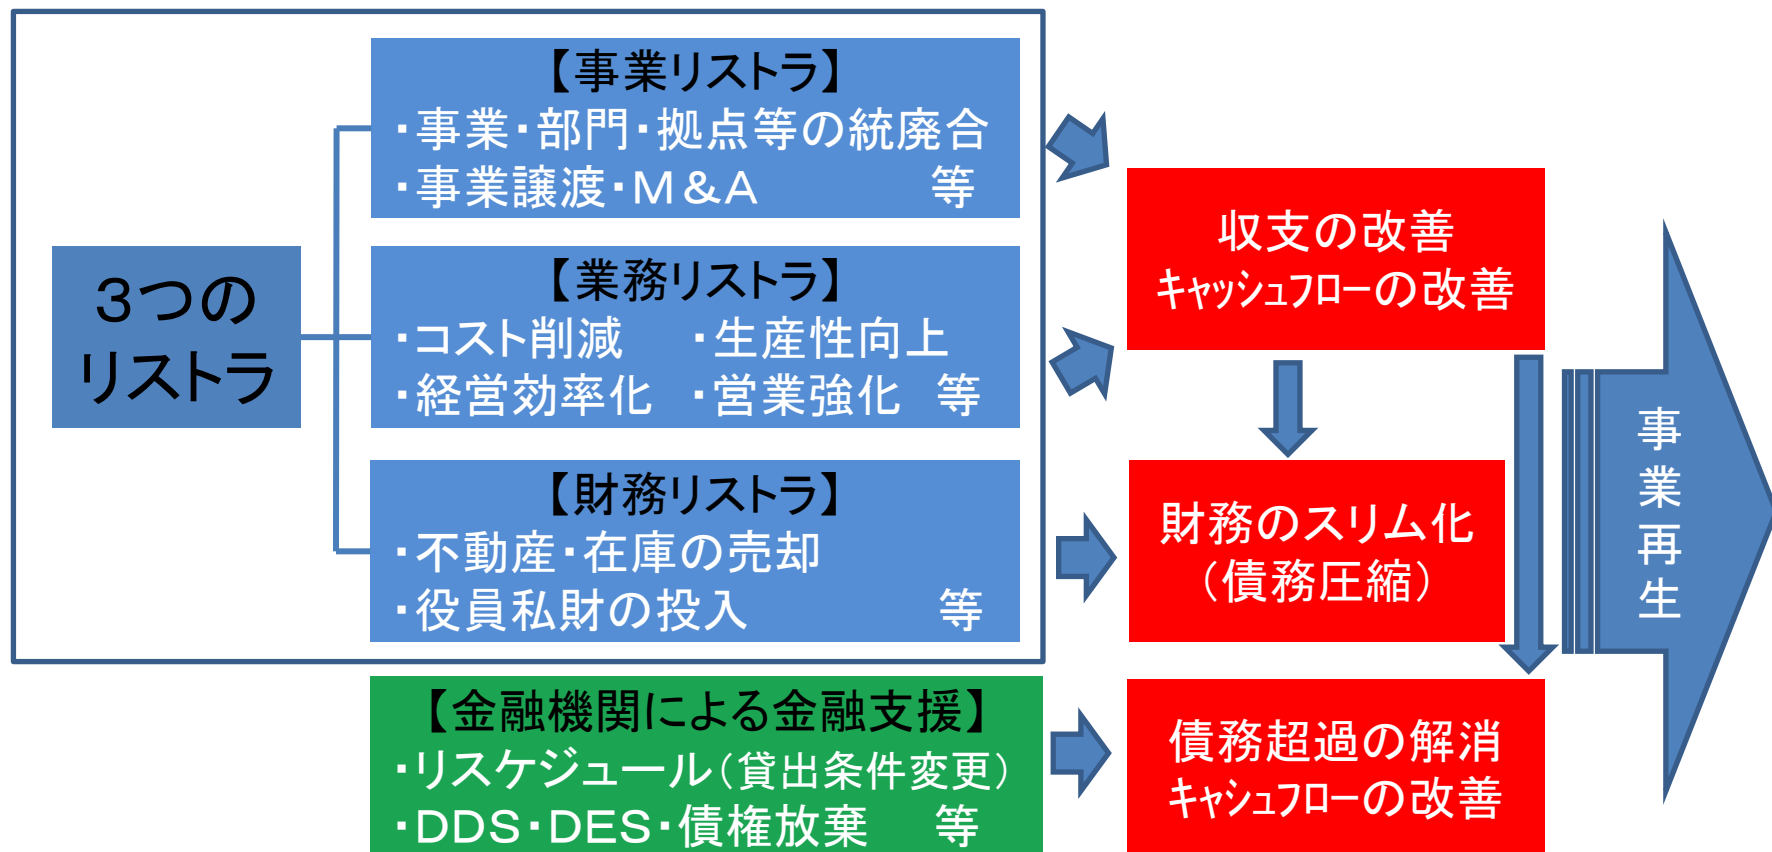 3つの
リストラ
【事業リストラ】
・事業・部門・拠点等の統廃合
・事業譲渡・M&A 等
【業務リストラ】
・コスト削減 ・生産性向上
・経営効率化 ・営業強化 等
【財務リストラ】
・不動産・在庫の売却
・役員私財の投入 等
【金融機関による金融支援】
・リスケジュール(貸出条件変更)
・DDS・DES・債権放棄 等
収支の改善
キャッシュフローの改善
財務のスリム化
(債務圧縮)
債務超過の解消
キャシュフローの改善
事業再生